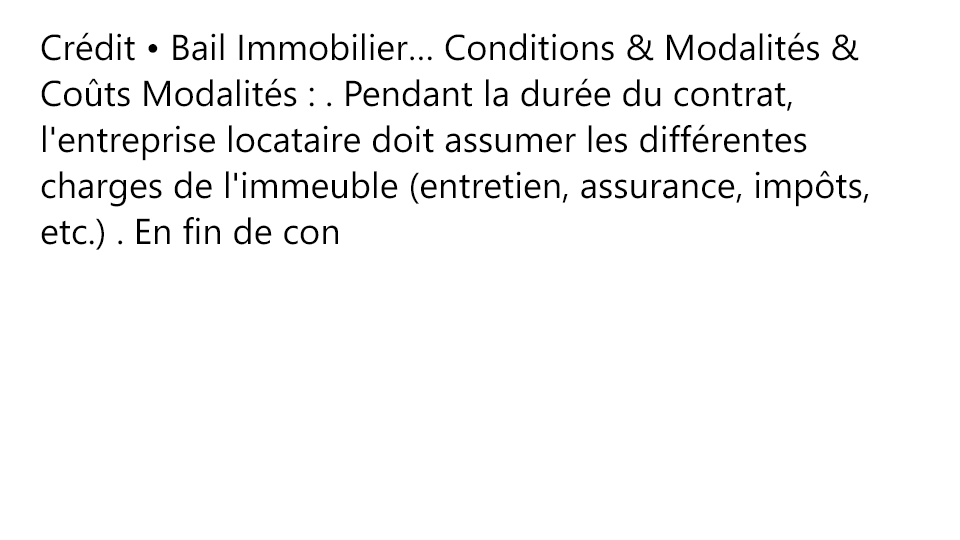 Crédit • Bail Immobilier… Conditions & Modalités &
Coûts Modalités : . Pendant la durée du contrat,
l'entreprise locataire doit assumer les différentes
charges de l'immeuble (entretien, assurance, impôts,
etc.) . En fin de con